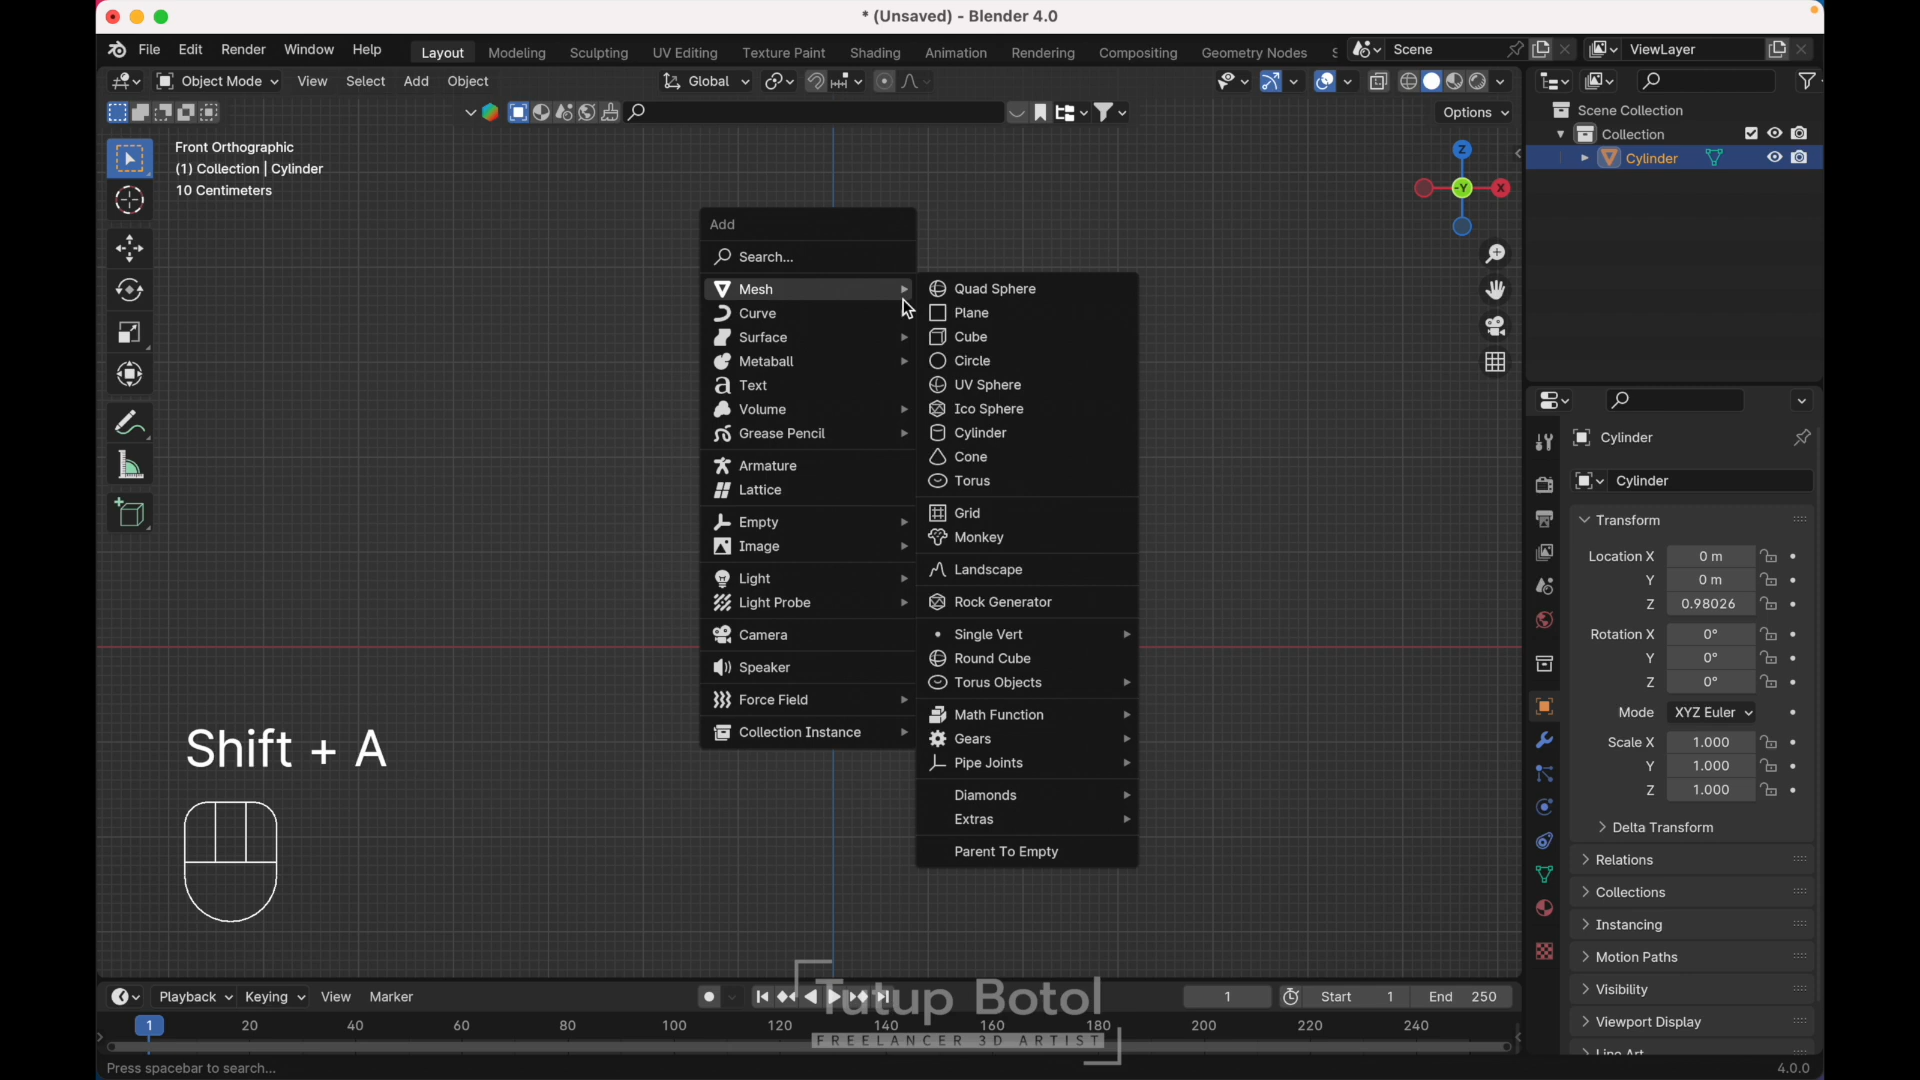 * (Unsaved) - Blender 4.0
File Edit Render Window Help
Layout Modeling Sculpting UV Editing Texture Paint Shading Animation Rendering Compositing Geometry Nodes S
Scene
ViewLayer
Object Mode View Select Add Object
Global
Options
Front Orthographic
(1) Collection | Cylinder
10 Centimeters
Z
-Y
X
Add
Search...
Mesh
Curve
Surface
Metaball
Text
Volume
Grease Pencil
Armature
Lattice
Empty
Image
Light
Light Probe
Camera
Speaker
Force Field
Collection Instance
Quad Sphere
Plane
Cube
Circle
UV Sphere
Ico Sphere
Cylinder
Cone
Torus
Grid
Monkey
Landscape
Rock Generator
Single Vert
Round Cube
Torus Objects
Math Function
Gears
Pipe Joints
Diamonds
Extras
Parent To Empty
Shift + A
Scene Collection
Collection
Cylinder
Cylinder
Cylinder
Transform
Location X 0 m
Y 0 m
Z 0.98026
Rotation X 0°
Y 0°
Z 0°
Mode XYZ Euler
Scale X 1.000
Y 1.000
Z 1.000
Delta Transform
Relations
Collections
Instancing
Motion Paths
Visibility
Viewport Display
Line Art
Playback Keying View Marker
1
Start 1
End 250
1 20 40 60 80 100 120 140 160 180 200 220 240
Tutup Botol
FREELANCER 3D ARTIST
Press spacebar to search...
4.0.0